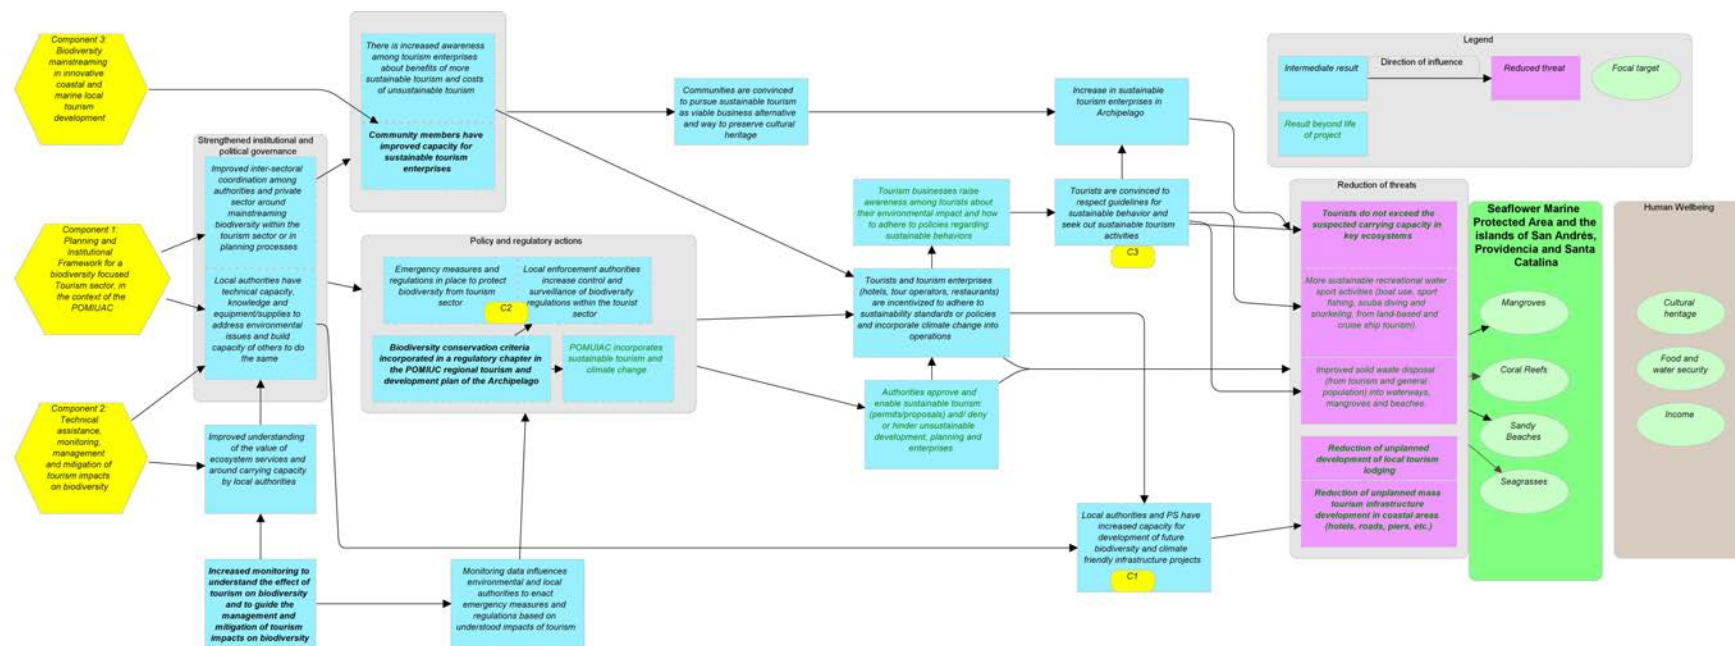 Component 3:
Biodiversity
mainstreaming
in innovative
coastal and
marine local
tourism
development
Component 1:
Planning and
Institutional
Framework for a
biodiversity focused
Tourism sector, in
the context of the
POMIUAC
Component 2:
Technical
assistance,
monitoring,
management
and mitigation of
tourism impacts
on biodiversity
Strengthened institutional and
political governance
Improved inter-sectoral
coordination among
authorities and private
sector around
mainstreaming
biodiversity within the
tourism sector or in
planning processes
Local authorities have
technical capacity,
knowledge and
equipment/supplies to
address environmental
issues and build
capacity of others to do
the same
Improved understanding
of the value of
ecosystem services and
around carrying capacity
by local authorities
Increased monitoring to
understand the effect of
tourism on biodiversity
and to guide the
management and
mitigation of tourism
impacts on biodiversity
There is increased awareness
among tourism enterprises
about benefits of more
sustainable tourism and costs
of unsustainable tourism
Community members have
improved capacity for
sustainable tourism
enterprises
Policy and regulatory actions
Emergency measures and
regulations in place to protect
biodiversity from tourism
sector
Local enforcement authorities
increase control and
surveillance of biodiversity
regulations within the tourist
sector
C2
Biodiversity conservation criteria
incorporated in a regulatory chapter in
the POMIUC regional tourism and
development plan of the Archipelago
POMUIAC incorporates
sustainable tourism and
climate change
Monitoring data influences
environmental and local
authorities to enact
emergency measures and
regulations based on
understood impacts of tourism
Communities are convinced
to pursue sustainable tourism
as viable business alternative
and way to preserve cultural
heritage
Tourism businesses raise
awareness among tourists about
their environmental impact and how
to adhere to policies regarding
sustainable behaviors
Tourists and tourism enterprises
(hotels, tour operators, restaurants)
are incentivized to adhere to
sustainability standards or policies
and incorporate climate change into
operations
Authorities approve and
enable sustainable tourism
(permits/proposals) and/ deny
or hinder unsustainable
development, planning and
enterprises
Increase in sustainable
tourism enterprises in
Archipelago
Tourists are convinced to
respect guidelines for
sustainable behavior and
seek out sustainable tourism
activities
C3
Local authorities and PS have
increased capacity for
development of future
biodiversity and climate
friendly infrastructure projects
C1
Legend
Intermediate result
Direction of influence
Reduced threat
Focal target
Result beyond life
of project
Reduction of threats
Tourists do not exceed the
suspected carrying capacity in
key ecosystems
More sustainable recreational water
sport activities (boat use, sport
fishing, scuba diving and
snorkeling, from land-based and
cruise ship tourism).
Improved solid waste disposal
(from tourism and general
population) into waterways,
mangroves and beaches.
Reduction of unplanned
development of local tourism
lodging
Reduction of unplanned mass
tourism infrastructure
development in coastal areas
(hotels, roads, piers, etc.)
Seaflower Marine
Protected Area and the
islands of San Andrés,
Providencia and Santa
Catalina
Mangroves
Coral Reefs
Sandy
Beaches
Seagrasses
Human Wellbeing
Cultural
heritage
Food and
water security
Income